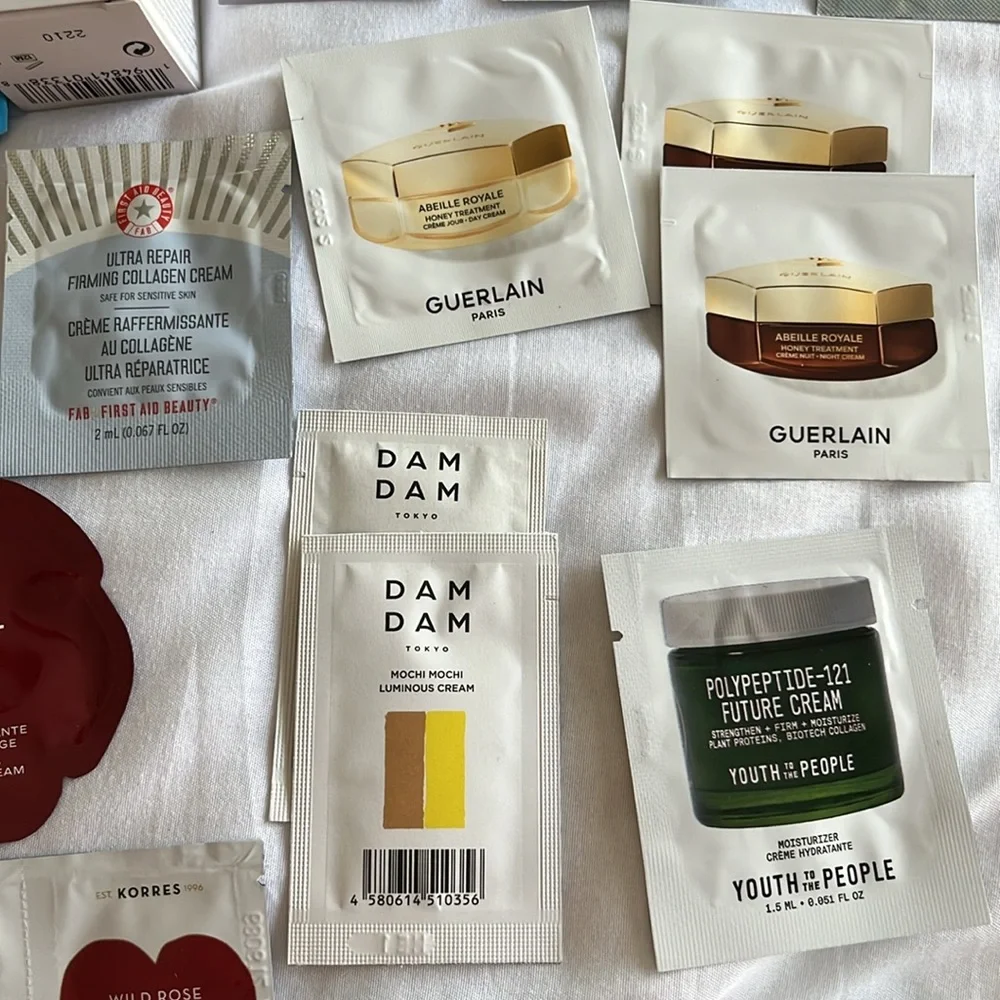 2210
12M
FIRST AID BEAUTY®
FAB
ULTRA REPAIR
FIRMING COLLAGEN CREAM
SAFE FOR SENSITIVE SKIN
CRÈME RAFFERMISSANTE
AU COLLAGÈNE
ULTRA RÉPARATRICE
CONVIENT AUX PEAUX SENSIBLES
FAB FIRST AID BEAUTY®
2 mL (0.067 FL OZ)
GUERLAIN
ABEILLE ROYALE
HONEY TREATMENT
CRÈME JOUR · DAY CREAM
GUERLAIN
PARIS
GUERLAIN
GUERLAIN
ABEILLE ROYALE
HONEY TREATMENT
CRÈME NUIT · NIGHT CREAM
GUERLAIN
PARIS
DAM
DAM
TOKYO
DAM
DAM
TOKYO
MOCHI MOCHI
LUMINOUS CREAM
4 580614 510356
POLYPEPTIDE-121
FUTURE CREAM
STRENGTHEN + FIRM + MOISTURIZE
PLANT PROTEINS, BIOTECH COLLAGEN
YOUTH TO THE PEOPLE
MOISTURIZER
CRÈME HYDRATANTE
YOUTH TO THE PEOPLE
1.5 ML • 0.051 FL OZ
EST. KORRES 1996
WILD ROSE